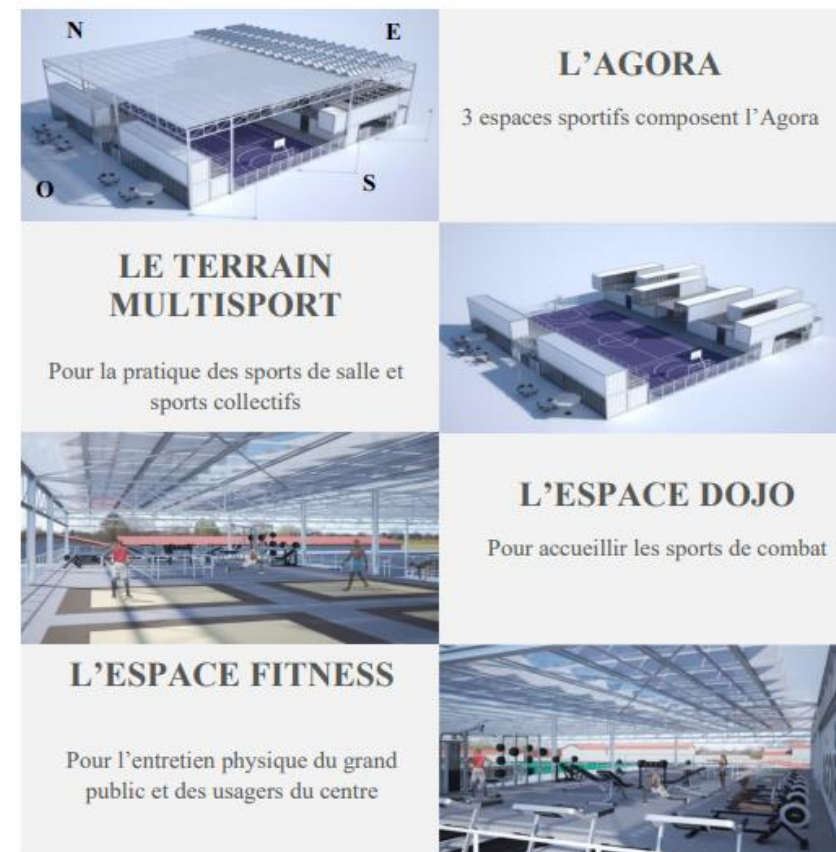 N
E
O
S
L'AGORA
3 espaces sportifs composent l'Agora
LE TERRAIN
MULTISPORT
Pour la pratique des sports de salle et
sports collectifs
L'ESPACE DOJO
Pour accueillir les sports de combat
L'ESPACE FITNESS
Pour l'entretien physique du grand
public et des usagers du centre